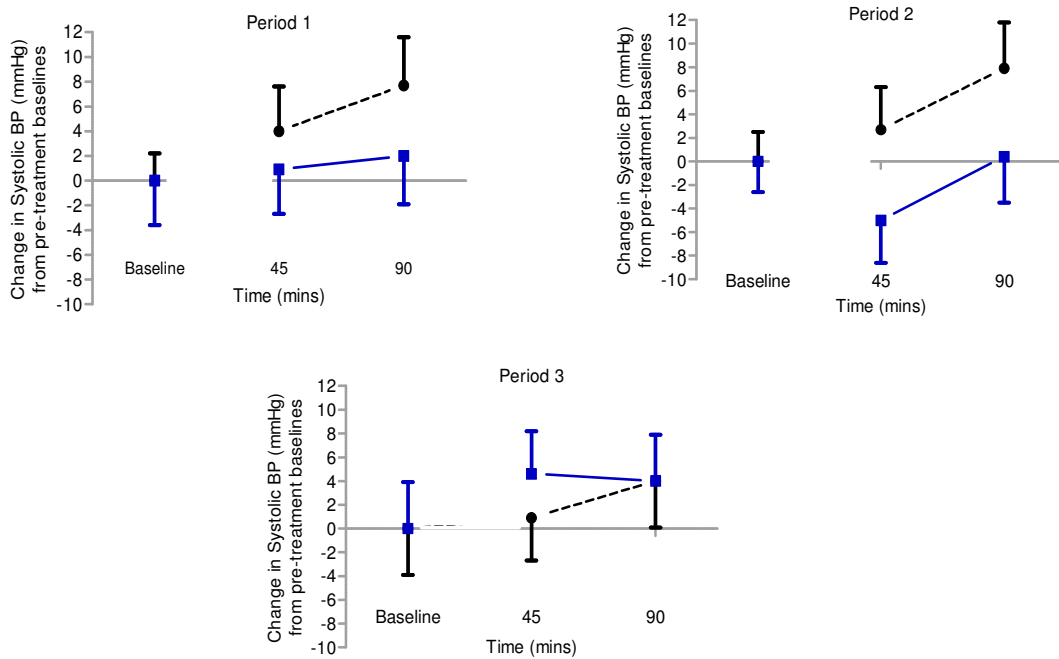 Period 1
Change in Systolic BP (mmHg)
from pre-treatment baselines
12
10
8
6
4
2
0
-2
-4
-6
-8
-10
Baseline
45
90
Time (mins)
Period 2
Change in Systolic BP (mmHg)
from pre-treatment baselines
12
10
8
6
4
2
0
-2
-4
-6
-8
-10
Baseline
45
90
Time (mins)
Period 3
Change in Systolic BP (mmHg)
from pre-treatment baselines
12
10
8
6
4
2
0
-2
-4
-6
-8
-10
Baseline
45
90
Time (mins)